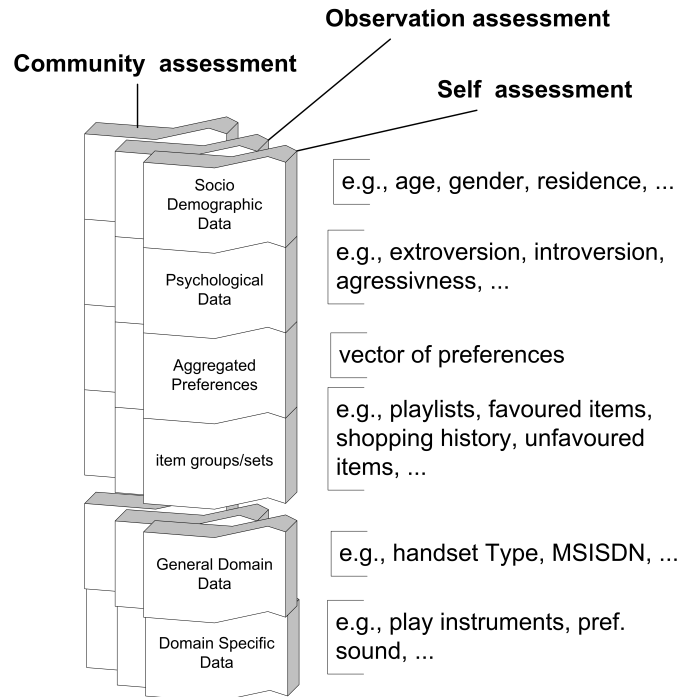 Observation assessment
Community assessment
Self assessment
Socio
Demographic
Data
e.g., age, gender, residence, ...
Psychological
Data
e.g., extroversion, introversion,
agressivness, ...
Aggregated
Preferences
vector of preferences
item groups/sets
e.g., playlists, favoured items,
shopping history, unfavoured
items, ...
General Domain
Data
e.g., handset Type, MSISDN, ...
Domain Specific
Data
e.g., play instruments, pref.
sound, ...